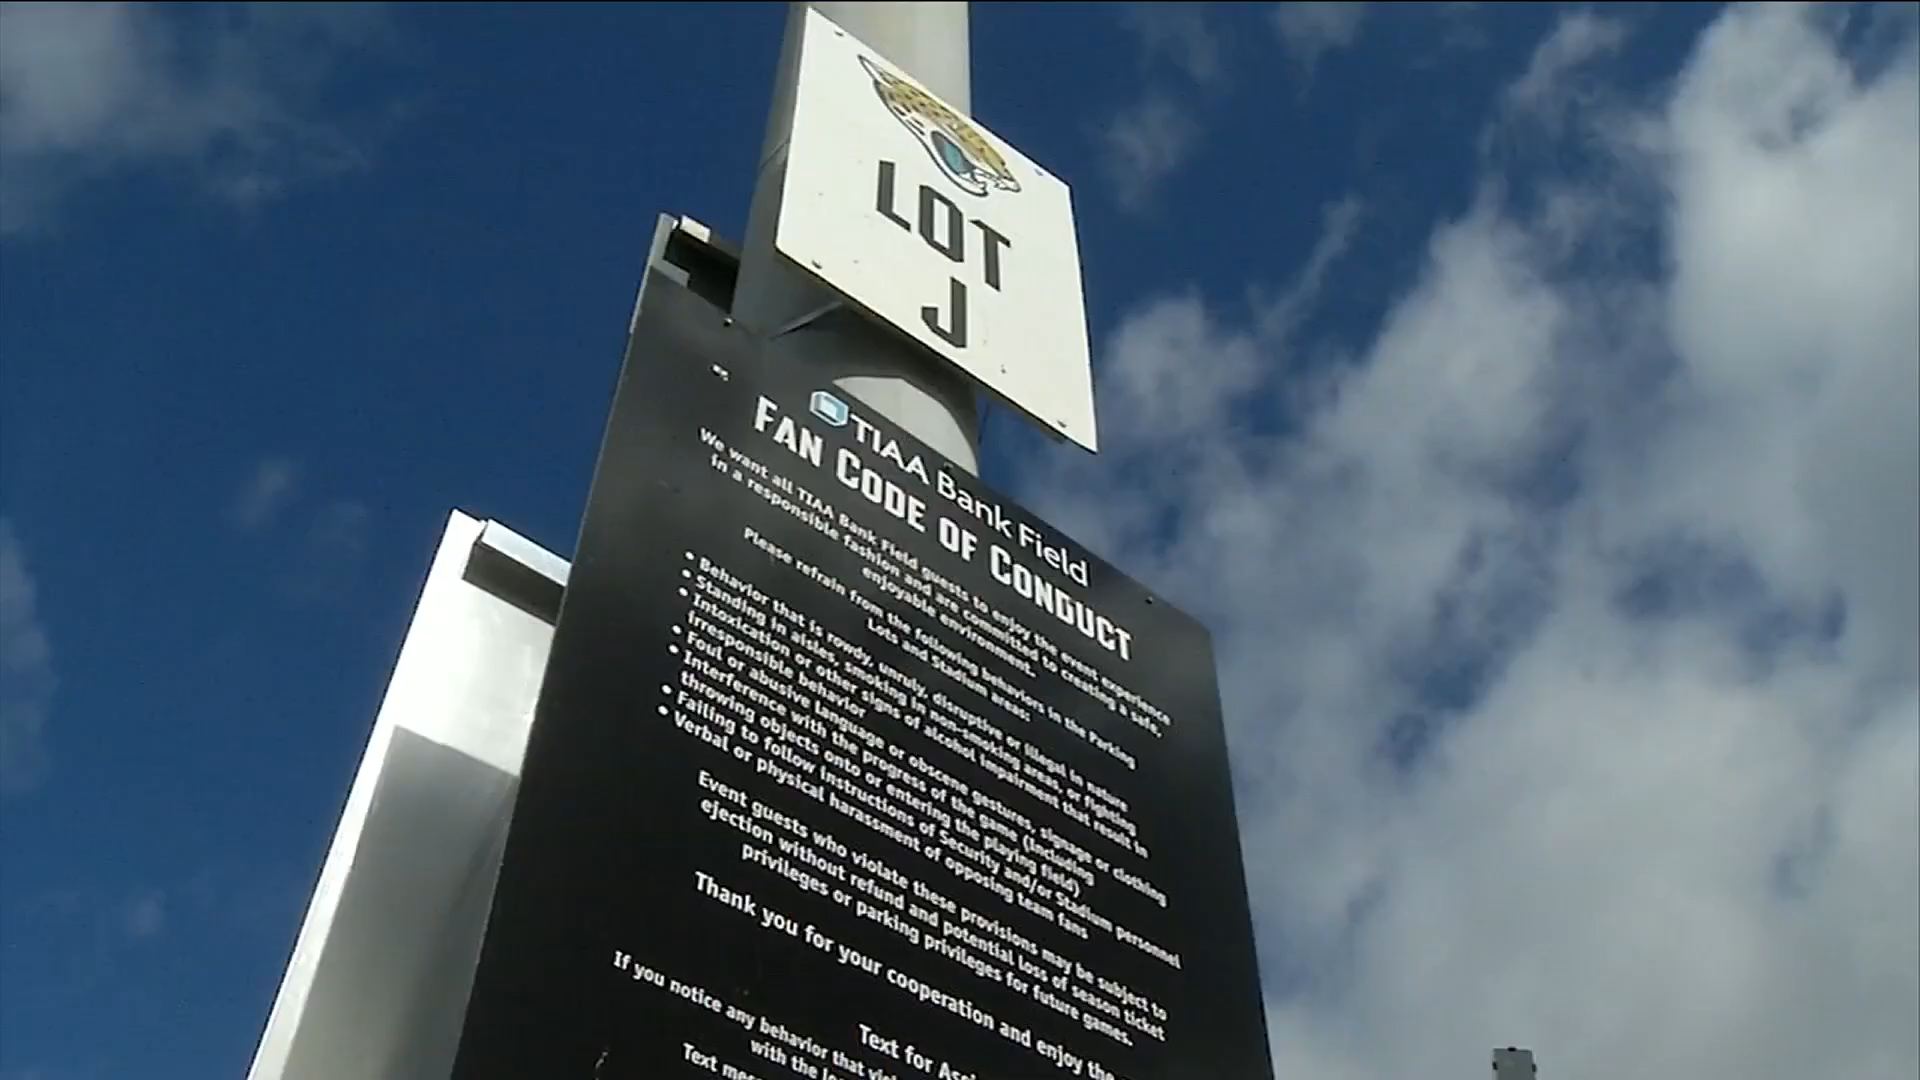 LOT
J
TIAA Bank Field
FAN CODE OF CONDUCT
We want all TIAA Bank Field guests to enjoy the event experience
in a responsible fashion and are committed to creating a safe,
enjoyable environment.
Please refrain from the following behaviors in the Parking
Lots and Stadium areas:
• Behavior that is rowdy, unruly, disruptive or illegal in nature
• Standing in aisles, smoking in non-smoking areas, or fighting
• Intoxication or other signs of alcohol impairment that result in
irresponsible behavior
• Foul or abusive language or obscene gestures, signage or clothing
• Interference with the progress of the game (including
throwing objects onto or entering the playing field)
• Failing to follow instructions of Security and/or Stadium personnel
• Verbal or physical harassment of opposing team fans
Event guests who violate these provisions may be subject to
ejection without refund and potential loss of season ticket
privileges or parking privileges for future games.
Thank you for your cooperation and enjoy the
Text for
If you notice any behavior that
with the
Text